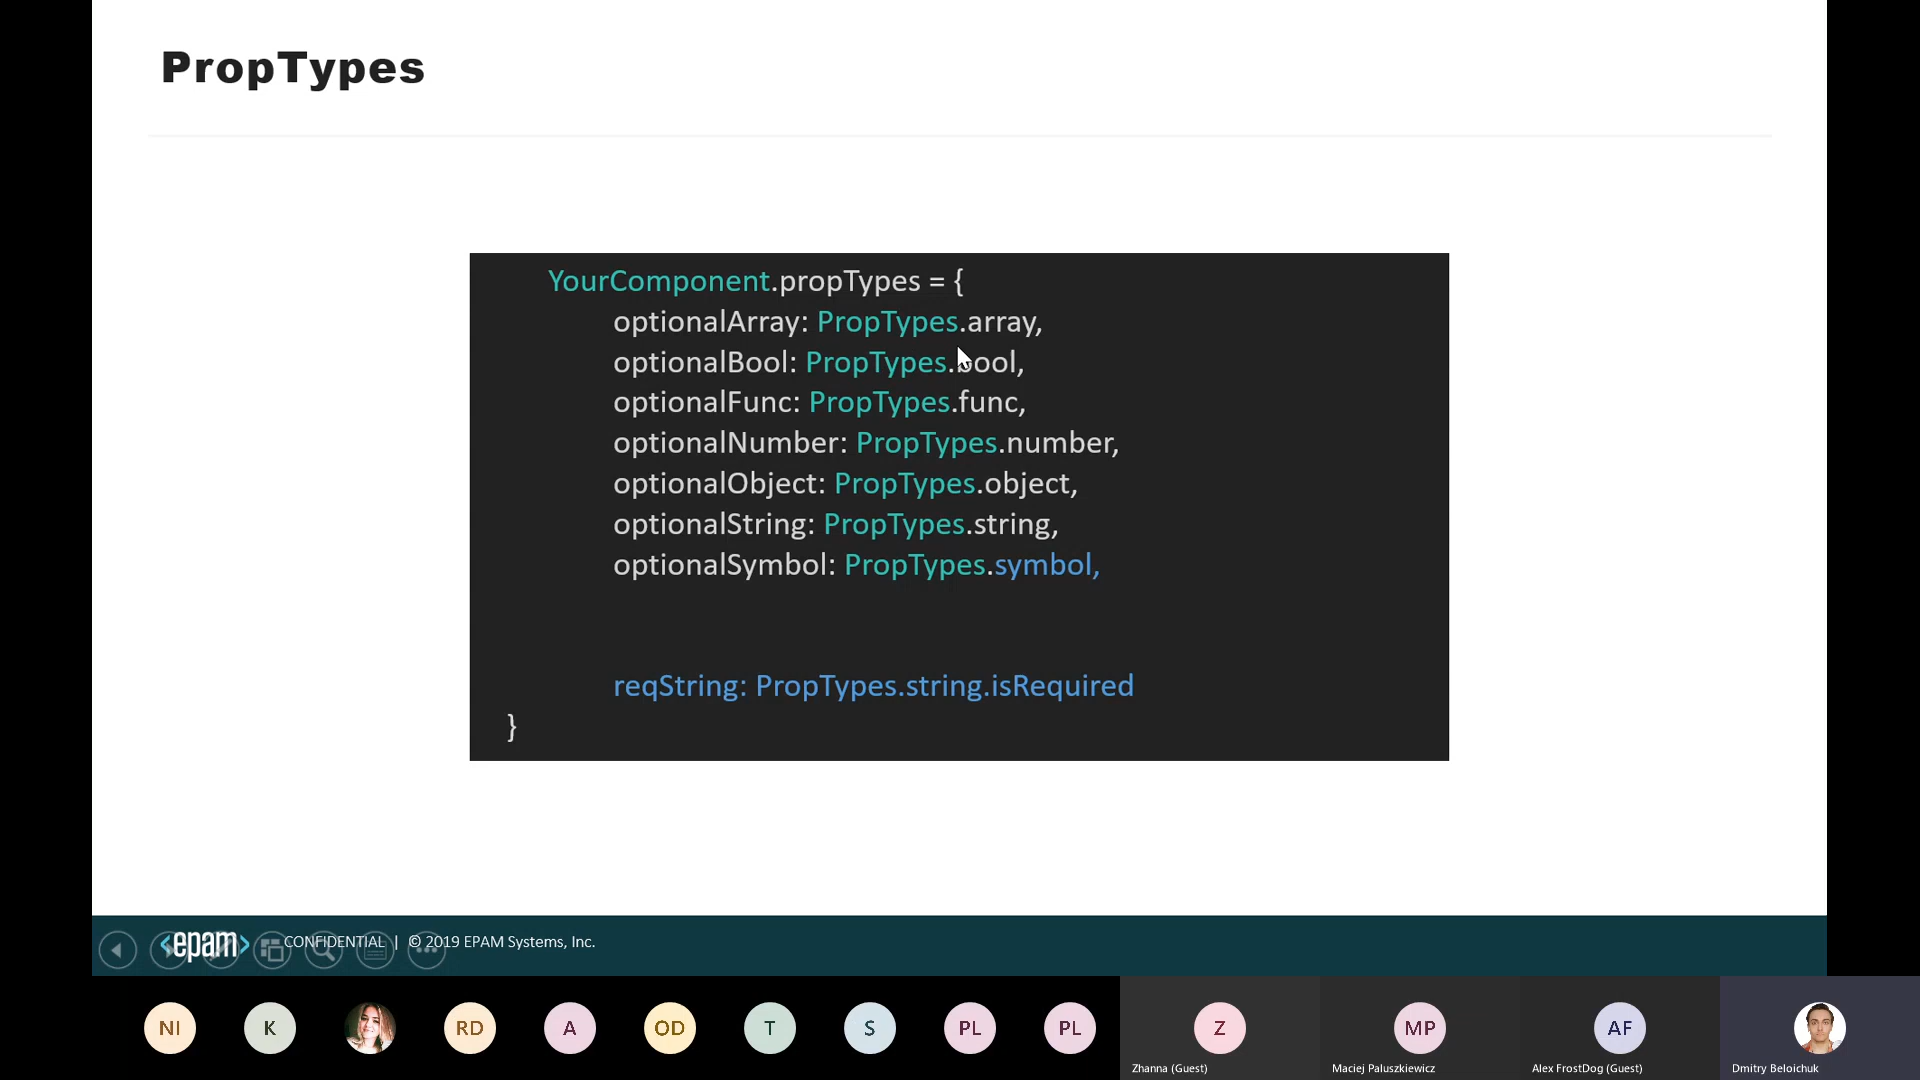 PropTypes
YourComponent.propTypes = {
optionalArray: PropTypes.array,
optionalBool: PropTypes.bool,
optionalFunc: PropTypes.func,
optionalNumber: PropTypes.number,
optionalObject: PropTypes.object,
optionalString: PropTypes.string,
optionalSymbol: PropTypes.symbol,
reqString: PropTypes.string.isRequired
}
<epam> CONFIDENTIAL | © 2019 EPAM Systems, Inc.
NI K RD A OD T S PL PL Z MP AF
Zhanna (Guest) Maciej Paluszkiewicz Alex FrostDog (Guest) Dmitry Beloichuk